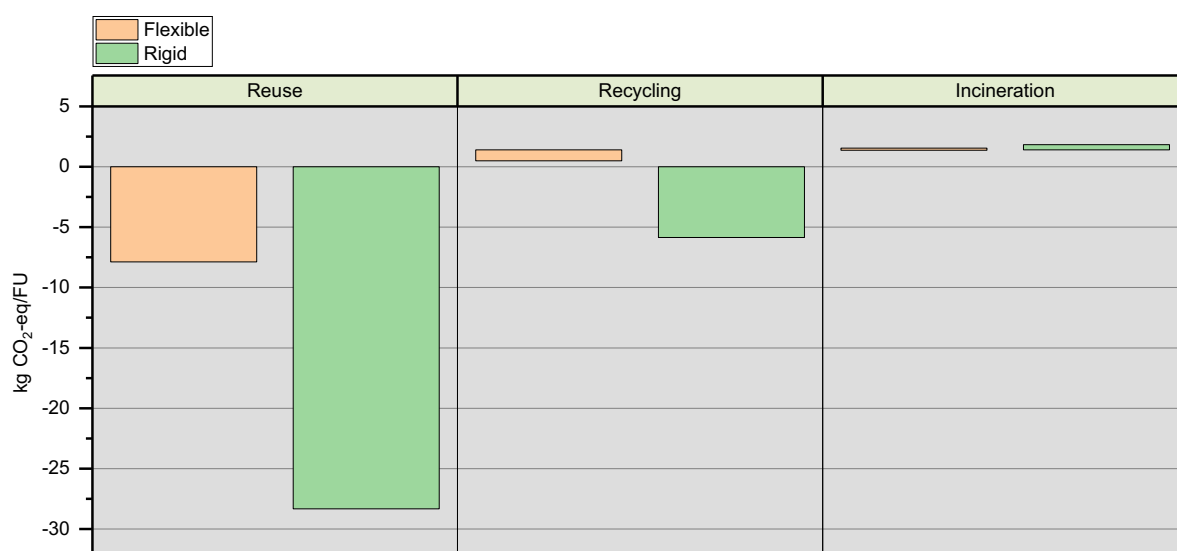 Flexible
Rigid
Reuse Recycling Incineration
5
0
-5
-10
-15
-20
-25
-30
kg CO₂-eq/FU